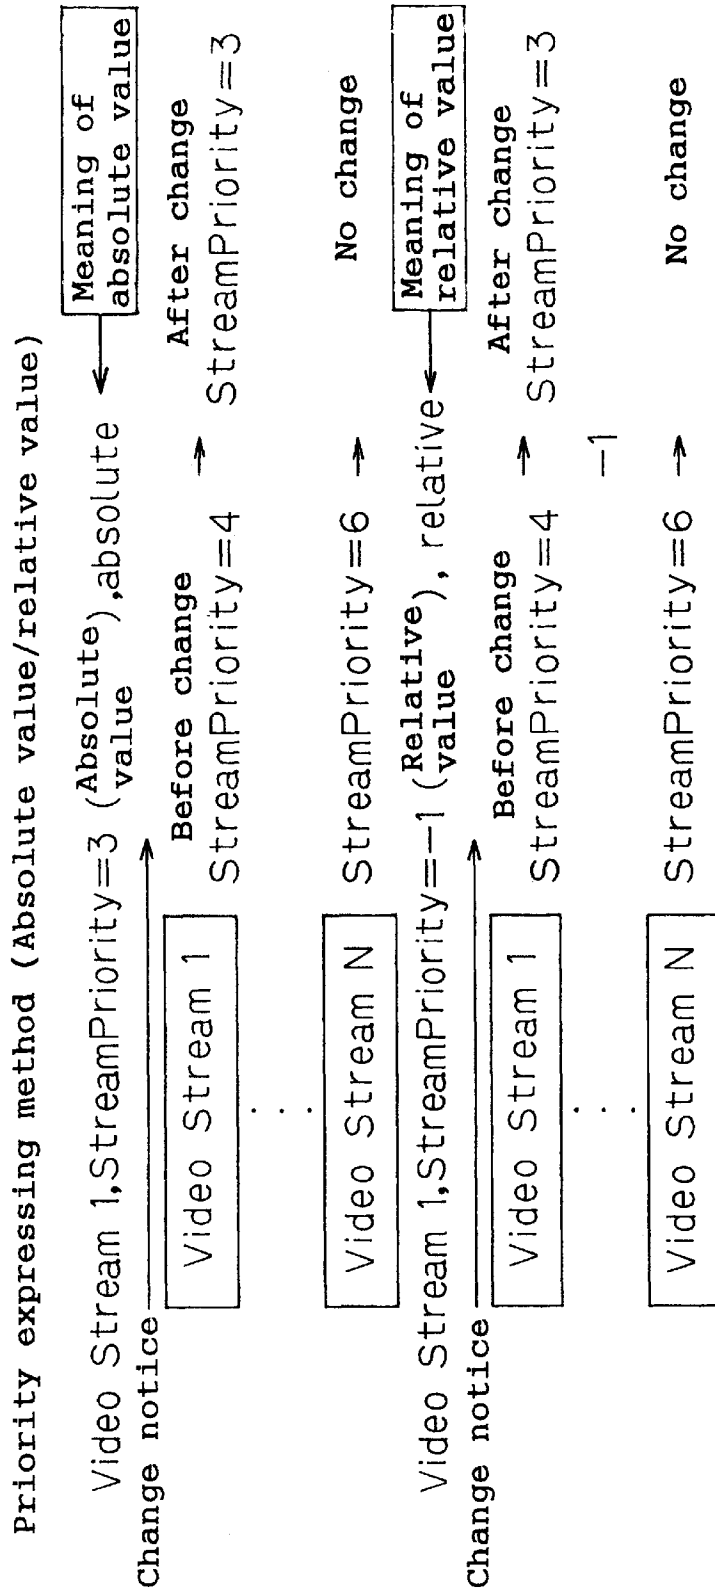 Priority expressing method (Absolute value/relative value)
Video Stream 1,StreamPriority=3 (Absolute value),absolute ← Meaning of absolute value
Change notice →
Before change After change
Video Stream 1 StreamPriority=4 → StreamPriority=3
. . .
Video Stream N StreamPriority=6 → No change
Video Stream 1,StreamPriority=-1 (Relative value), relative ← Meaning of relative value
Change notice →
Before change After change
Video Stream 1 StreamPriority=4 → StreamPriority=3
. . . -1
Video Stream N StreamPriority=6 → No change